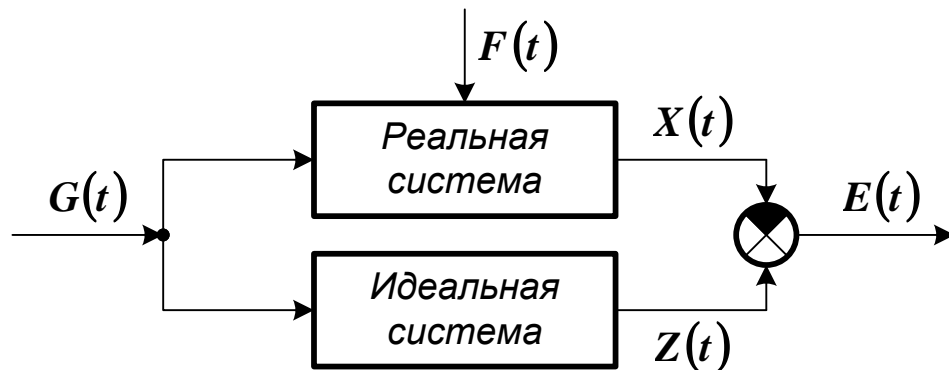 F(t)
Реальная
система
X(t)
G(t)
E(t)
Идеальная
система
Z(t)